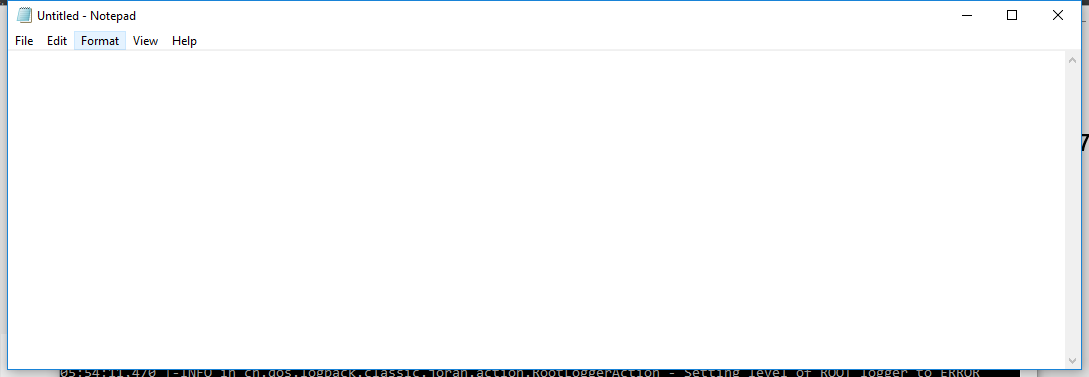 Untitled - Notepad
File Edit Format View Help
7
05:54:11.470 |-INFO in ch.qos.logback.classic.joran.action.RootLoggerAction - Setting level of ROOT logger to ERROR